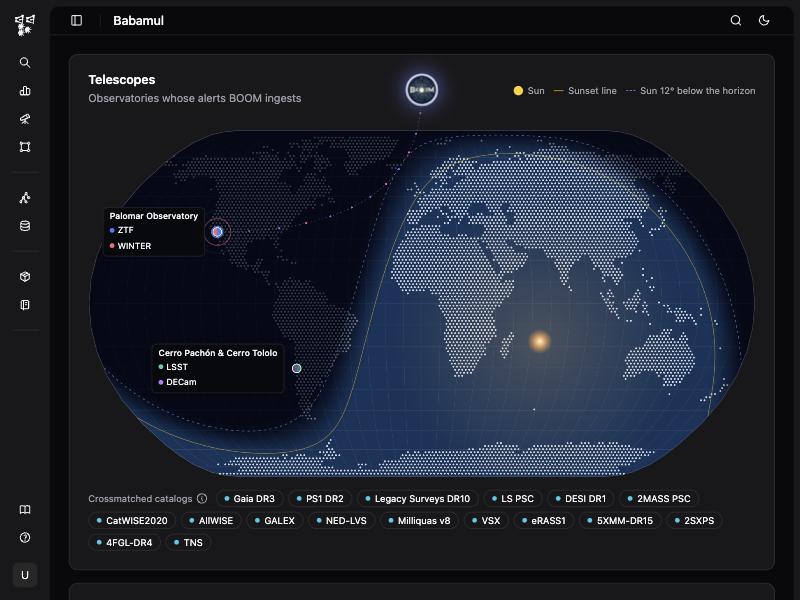 Babamul
Telescopes
Observatories whose alerts BOOM ingests
BOOM
Sun
Sunset line
Sun 12° below the horizon
Palomar Observatory
ZTF
WINTER
Cerro Pachón & Cerro Tololo
LSST
DECam
Crossmatched catalogs
Gaia DR3
PS1 DR2
Legacy Surveys DR10
LS PSC
DESI DR1
2MASS PSC
CatWISE2020
AllWISE
GALEX
NED-LVS
Milliquas v8
VSX
eRASS1
5XMM-DR15
2SXPS
4FGL-DR4
TNS
U